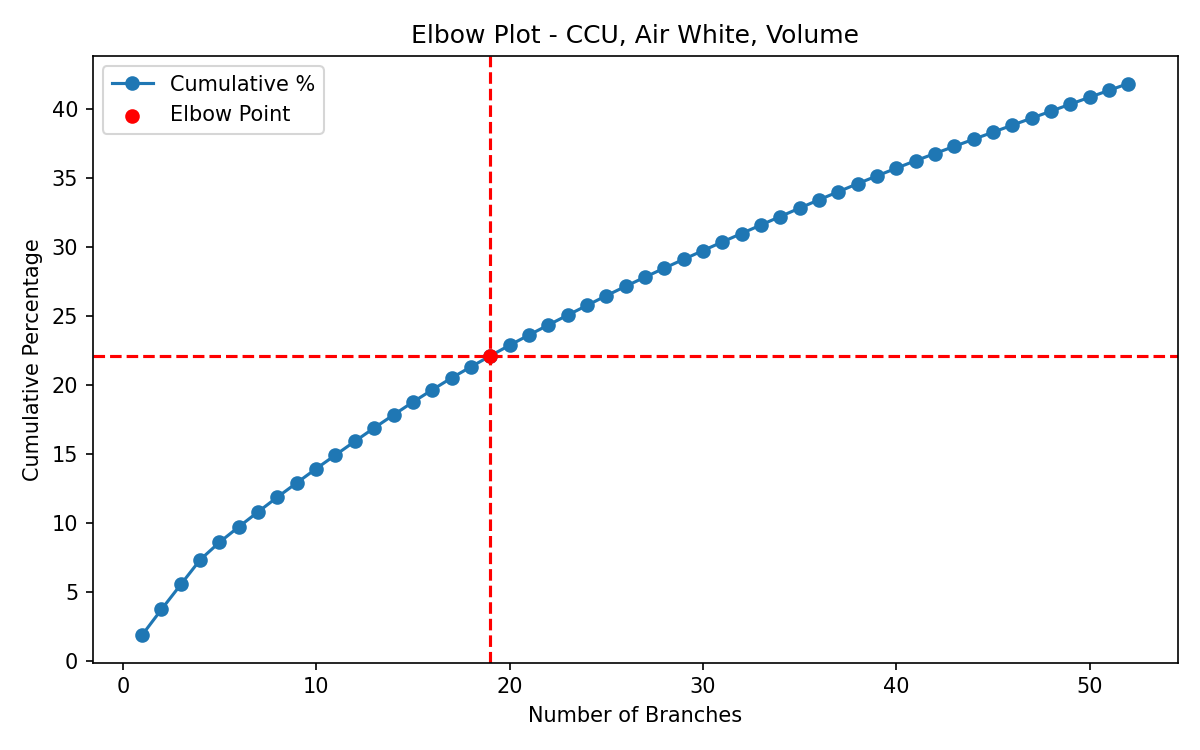 Elbow Plot - CCU, Air White, Volume
Cumulative %
Elbow Point
Cumulative Percentage
40
35
30
25
20
15
10
5
0
0 10 20 30 40 50
Number of Branches